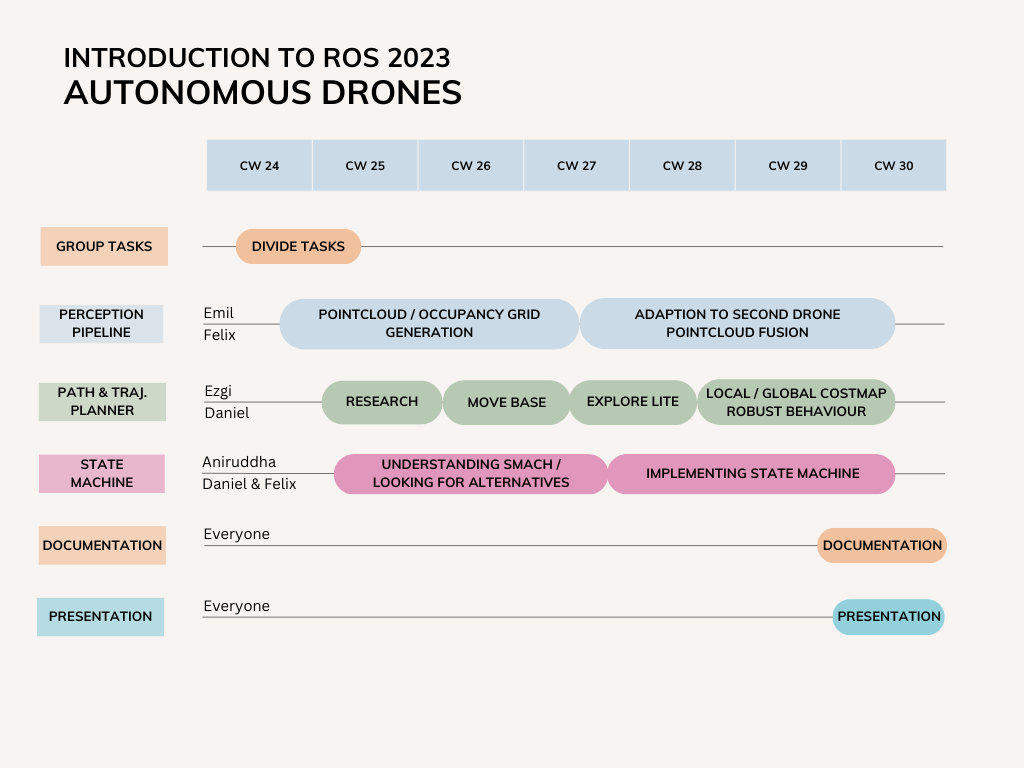 INTRODUCTION TO ROS 2023
AUTONOMOUS DRONES
CW 24 CW 25 CW 26 CW 27 CW 28 CW 29 CW 30
GROUP TASKS DIVIDE TASKS
PERCEPTION
PIPELINE
Emil
Felix
POINTCLOUD / OCCUPANCY GRID
GENERATION
ADAPTION TO SECOND DRONE
POINTCLOUD FUSION
PATH & TRAJ.
PLANNER
Ezgi
Daniel
RESEARCH
MOVE BASE
EXPLORE LITE
LOCAL / GLOBAL COSTMAP
ROBUST BEHAVIOUR
STATE
MACHINE
Aniruddha
Daniel & Felix
UNDERSTANDING SMACH /
LOOKING FOR ALTERNATIVES
IMPLEMENTING STATE MACHINE
DOCUMENTATION
Everyone
DOCUMENTATION
PRESENTATION
Everyone
PRESENTATION